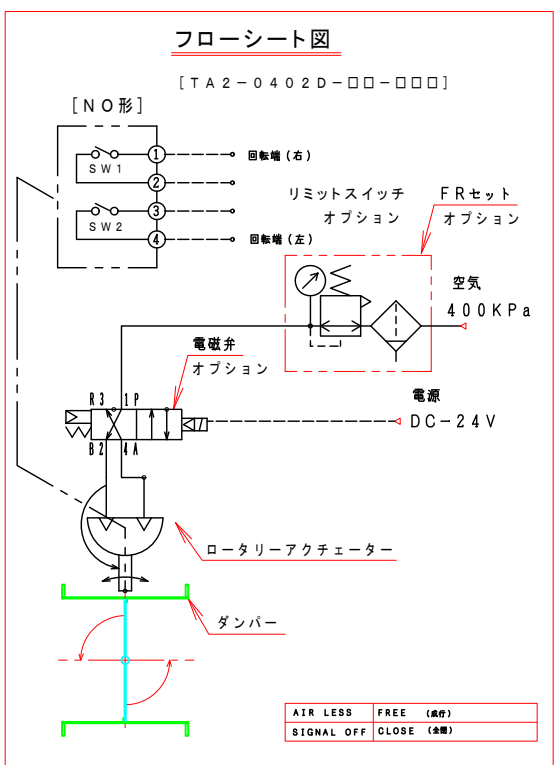 フローシート図
[TA2-0402D-□□-□□□]
[NO形]
SW1
SW2
1
2
3
4
回転端(右)
回転端(左)
リミットスイッチ
オプション
FRセット
オプション
空気
400KPa
電磁弁
オプション
R3 1P
B2 4A
電源
DC-24V
ロータリーアクチェーター
ダンパー
AIR LESS FREE (成行)
SIGNAL OFF CLOSE (全閉)